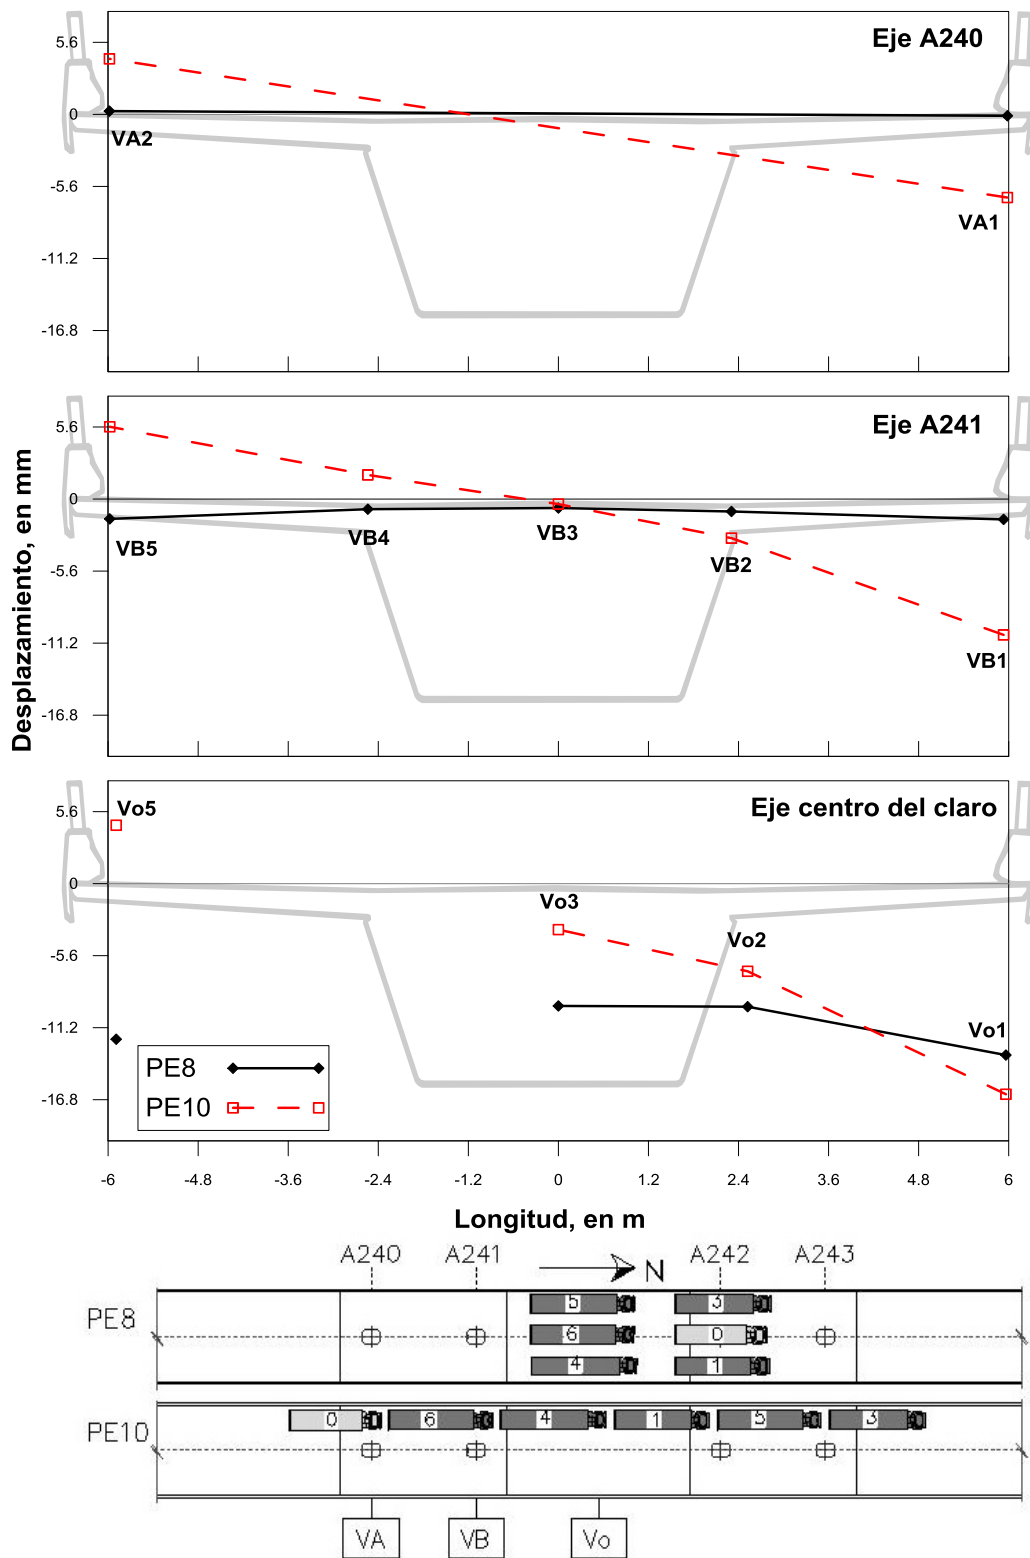 Eje A240
5.6
0
-5.6
-11.2
-16.8
VA2
VA1
Eje A241
5.6
0
-5.6
-11.2
-16.8
VB5
VB4
VB3
VB2
VB1
Desplazamiento, en mm
Eje centro del claro
5.6
0
-5.6
-11.2
-16.8
Vo5
Vo3
Vo2
Vo1
PE8
PE10
-6 -4.8 -3.6 -2.4 -1.2 0 1.2 2.4 3.6 4.8 6
Longitud, en m
A240 A241 N A242 A243
PE8
5 3
6 0
4 1
PE10
0 6 4 1 5 3
VA VB Vo